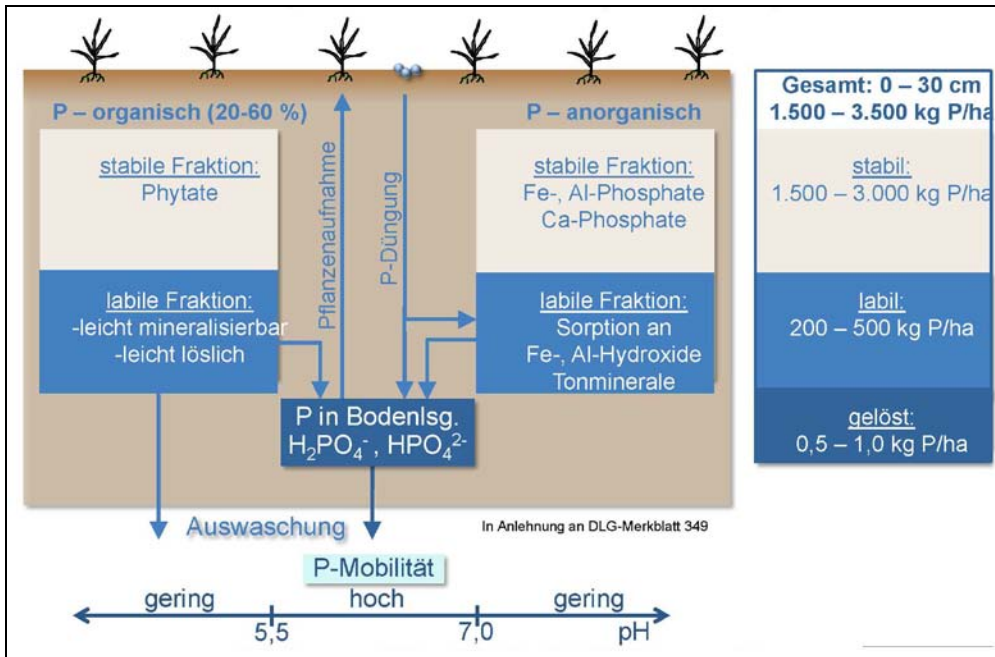 P – organisch (20-60 %)
stabile Fraktion:
Phytate
labile Fraktion:
-leicht mineralisierbar
-leicht löslich
Pflanzenaufnahme
P-Düngung
P – anorganisch
stabile Fraktion:
Fe-, Al-Phosphate
Ca-Phosphate
labile Fraktion:
Sorption an
Fe-, Al-Hydroxide
Tonminerale
P in Bodenlsg.
H₂PO₄⁻ , HPO₄²⁻
Gesamt: 0 – 30 cm
1.500 – 3.500 kg P/ha
stabil:
1.500 – 3.000 kg P/ha
labil:
200 – 500 kg P/ha
gelöst:
0,5 – 1,0 kg P/ha
Auswaschung
In Anlehnung an DLG-Merkblatt 349
P-Mobilität
gering hoch gering
5,5 7,0 pH